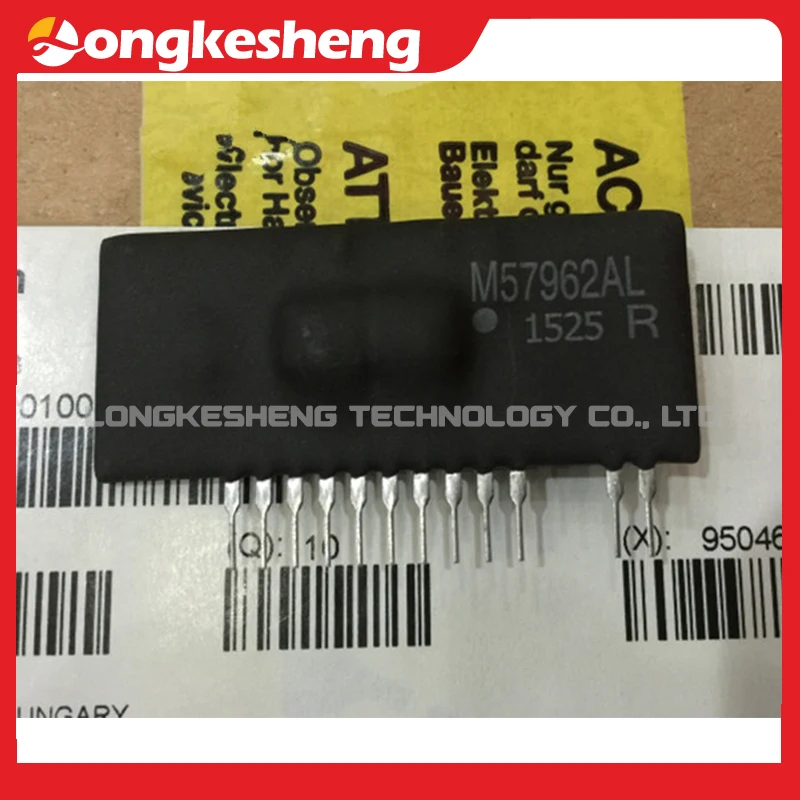 Longkesheng
AC
Nur g
darf
Elekt
Baue
ATT
Obse
for Ha
electr
M57962AL
1525 R
0100
LONGKESHENG TECHNOLOGY CO., LTD
(Q): 10
(X): 95046
UNGARY